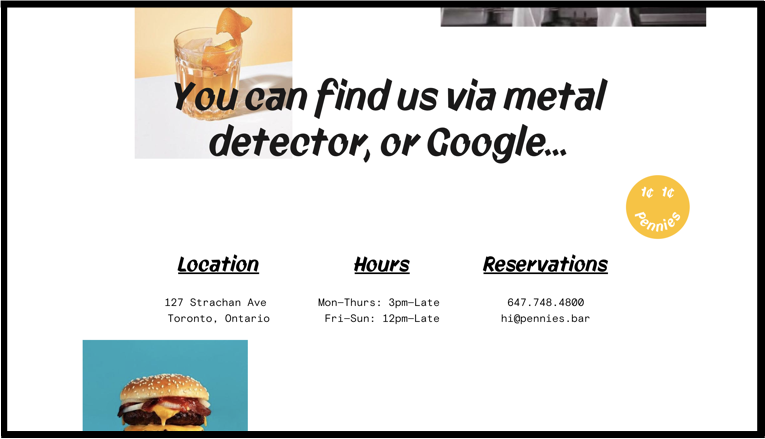 You can find us via metal
detector, or Google...
1¢ 1¢
Pennies
Location
127 Strachan Ave
Toronto, Ontario
Hours
Mon–Thurs: 3pm–Late
Fri–Sun: 12pm–Late
Reservations
647.748.4800
hi@pennies.bar